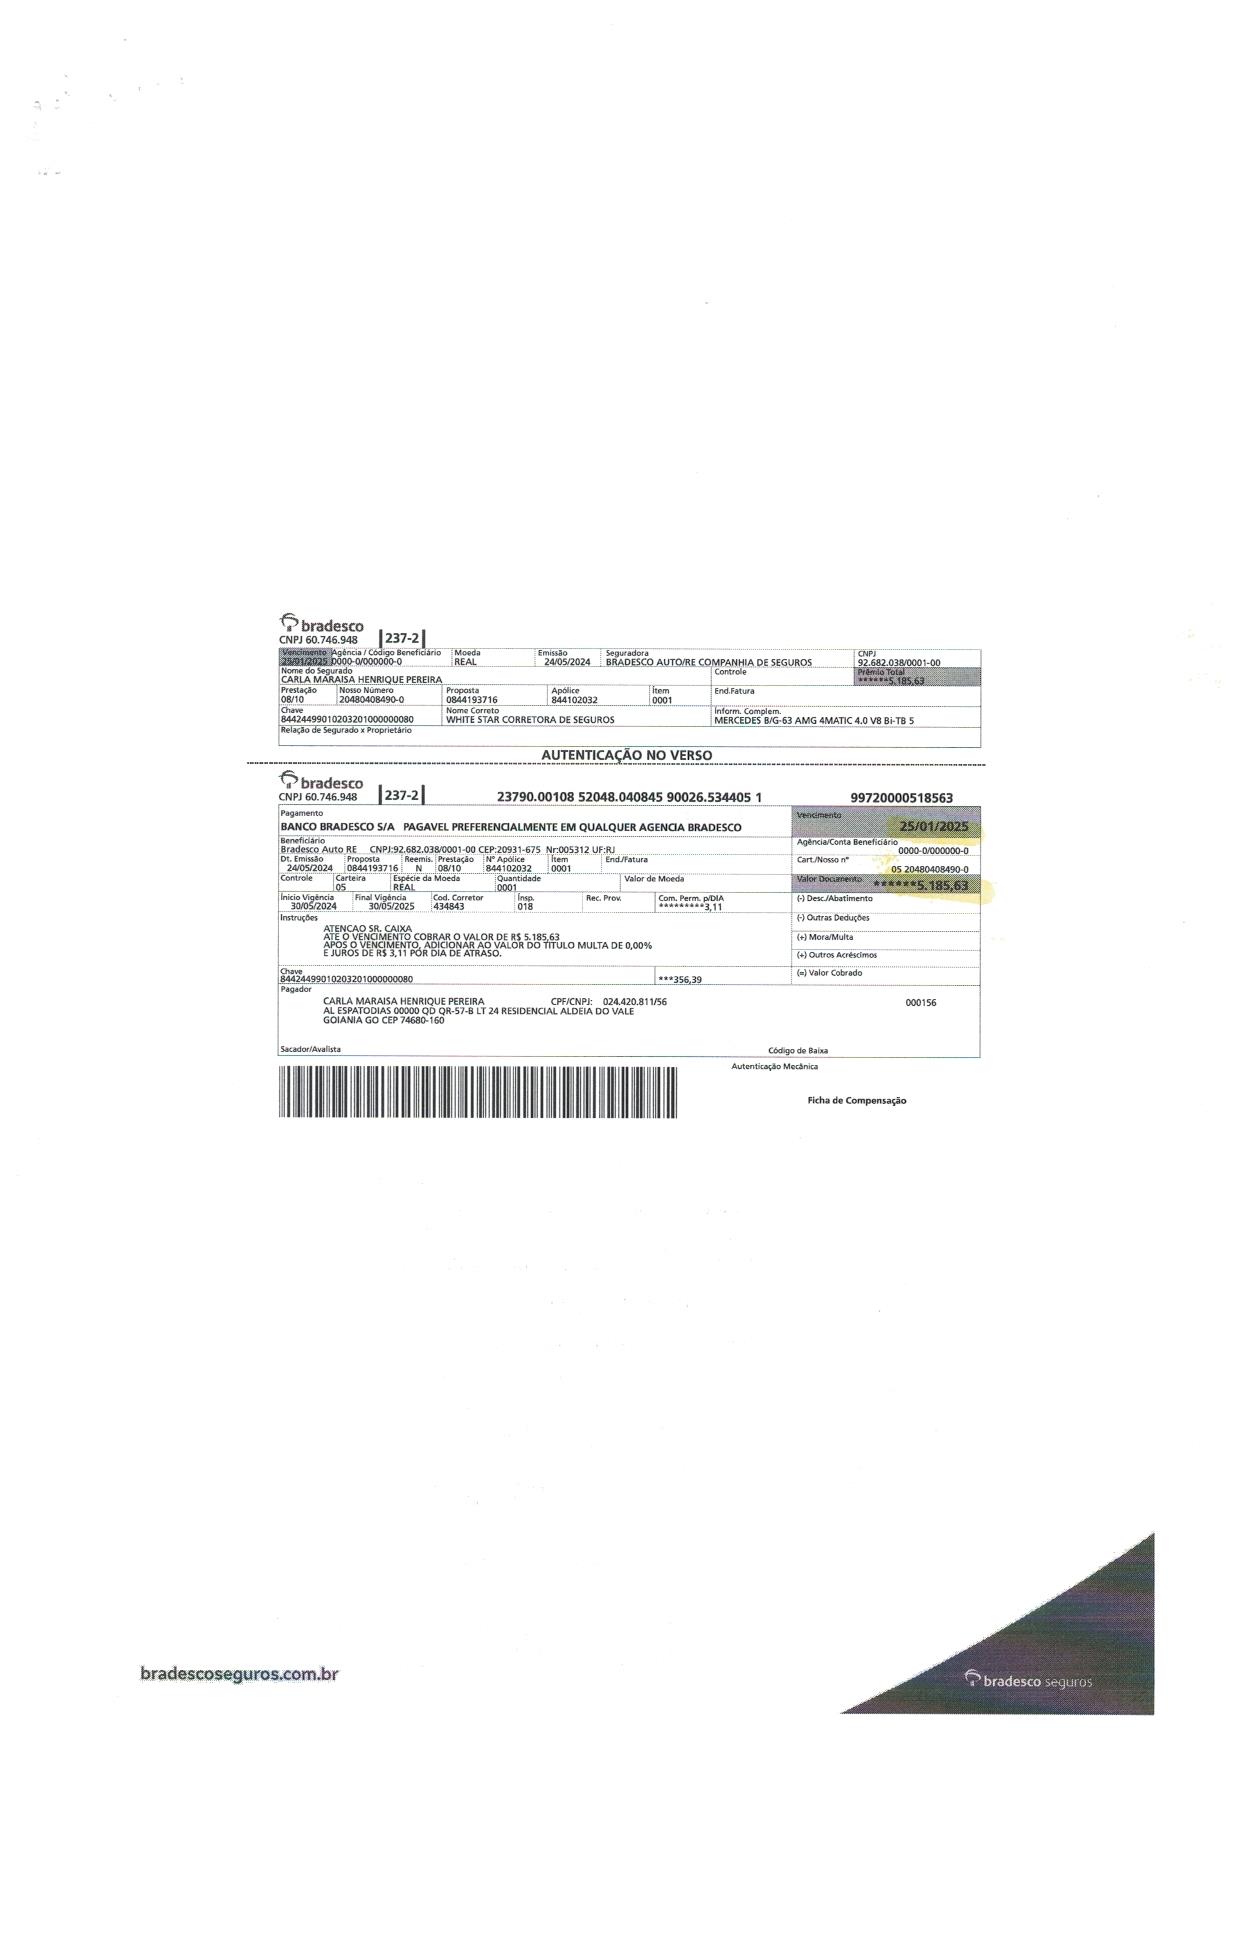 bradesco
CNPJ 60.746.948 237-2
Vencimento Agência / Código Beneficiário Moeda Emissão Seguradora CNPJ
25/01/2025 0000-0/000000-0 REAL 24/05/2024 BRADESCO AUTO/RE COMPANHIA DE SEGUROS 92.682.038/0001-00
Nome do Segurado Controle Prêmio Total
CARLA MARAISA HENRIQUE PEREIRA ******5.185,63
Prestação Nosso Número Proposta Apólice Ítem End.Fatura
08/10 20480408490-0 0844193716 844102032 0001
Chave Nome Correto Inform. Complem.
84424499010203201000000080 WHITE STAR CORRETORA DE SEGUROS MERCEDES B/G-63 AMG 4MATIC 4.0 V8 Bi-TB 5
Relação de Segurado x Proprietário
AUTENTICAÇÃO NO VERSO
bradesco
CNPJ 60.746.948 237-2 23790.00108 52048.040845 90026.534405 1 99720000518563
Pagamento Vencimento
BANCO BRADESCO S/A PAGAVEL PREFERENCIALMENTE EM QUALQUER AGENCIA BRADESCO 25/01/2025
Beneficiário Agência/Conta Beneficiário
Bradesco Auto RE CNPJ:92.682.038/0001-00 CEP:20931-675 Nr:005312 UF:RJ 0000-0/000000-0
Dt. Emissão Proposta Reemis. Prestação Nº Apólice Ítem End./Fatura Cart./Nosso nº
24/05/2024 0844193716 N 08/10 844102032 0001 05 20480408490-0
Controle Carteira Espécie da Moeda Quantidade Valor de Moeda Valor Documento
05 REAL 0001 ******5.185,63
Ínicio Vigência Final Vigência Cod. Corretor Ínsp. Rec. Prov. Com. Perm. p/DIA (-) Desc./Abatimento
30/05/2024 30/05/2025 434843 018 *********3,11
Instruções (-) Outras Deduções
ATENCAO SR. CAIXA
ATE O VENCIMENTO COBRAR O VALOR DE R$ 5.185,63 (+) Mora/Multa
APOS O VENCIMENTO, ADICIONAR AO VALOR DO TITULO MULTA DE 0,00%
E JUROS DE R$ 3,11 POR DIA DE ATRASO. (+) Outros Acréscimos
Chave (=) Valor Cobrado
844244990102032010000000080 ***356,39
Pagador
CARLA MARAISA HENRIQUE PEREIRA CPF/CNPJ: 024.420.811/56 000156
AL ESPATODIAS 00000 QD QR-57-B LT 24 RESIDENCIAL ALDEIA DO VALE
GOIANIA GO CEP 74680-160
Sacador/Avalista Código de Baixa
Autenticação Mecânica
Ficha de Compensação
bradescoseguros.com.br
bradesco seguros